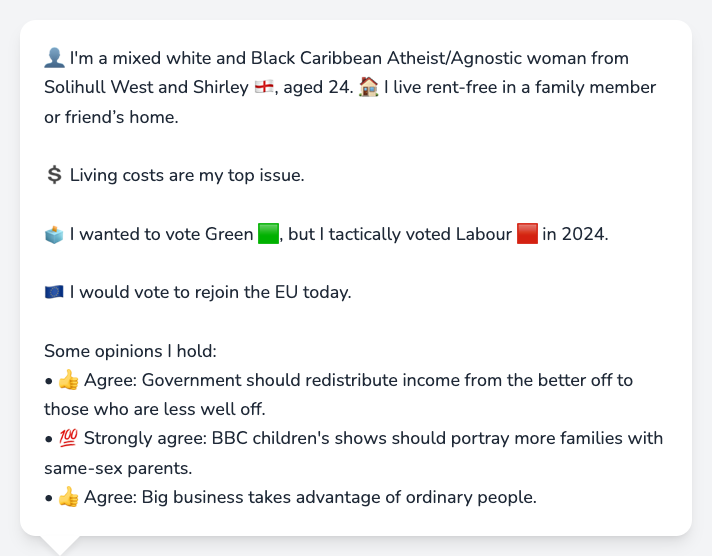 👤 I'm a mixed white and Black Caribbean Atheist/Agnostic woman from
Solihull West and Shirley 🏴󠁧󠁢󠁥󠁮󠁧󠁿, aged 24. 🏠 I live rent-free in a family member
or friend’s home.
💲 Living costs are my top issue.
🗳️ I wanted to vote Green 🟩, but I tactically voted Labour 🟥 in 2024.
🇪🇺 I would vote to rejoin the EU today.
Some opinions I hold:
• 👍 Agree: Government should redistribute income from the better off to
those who are less well off.
• 💯 Strongly agree: BBC children's shows should portray more families with
same-sex parents.
• 👍 Agree: Big business takes advantage of ordinary people.